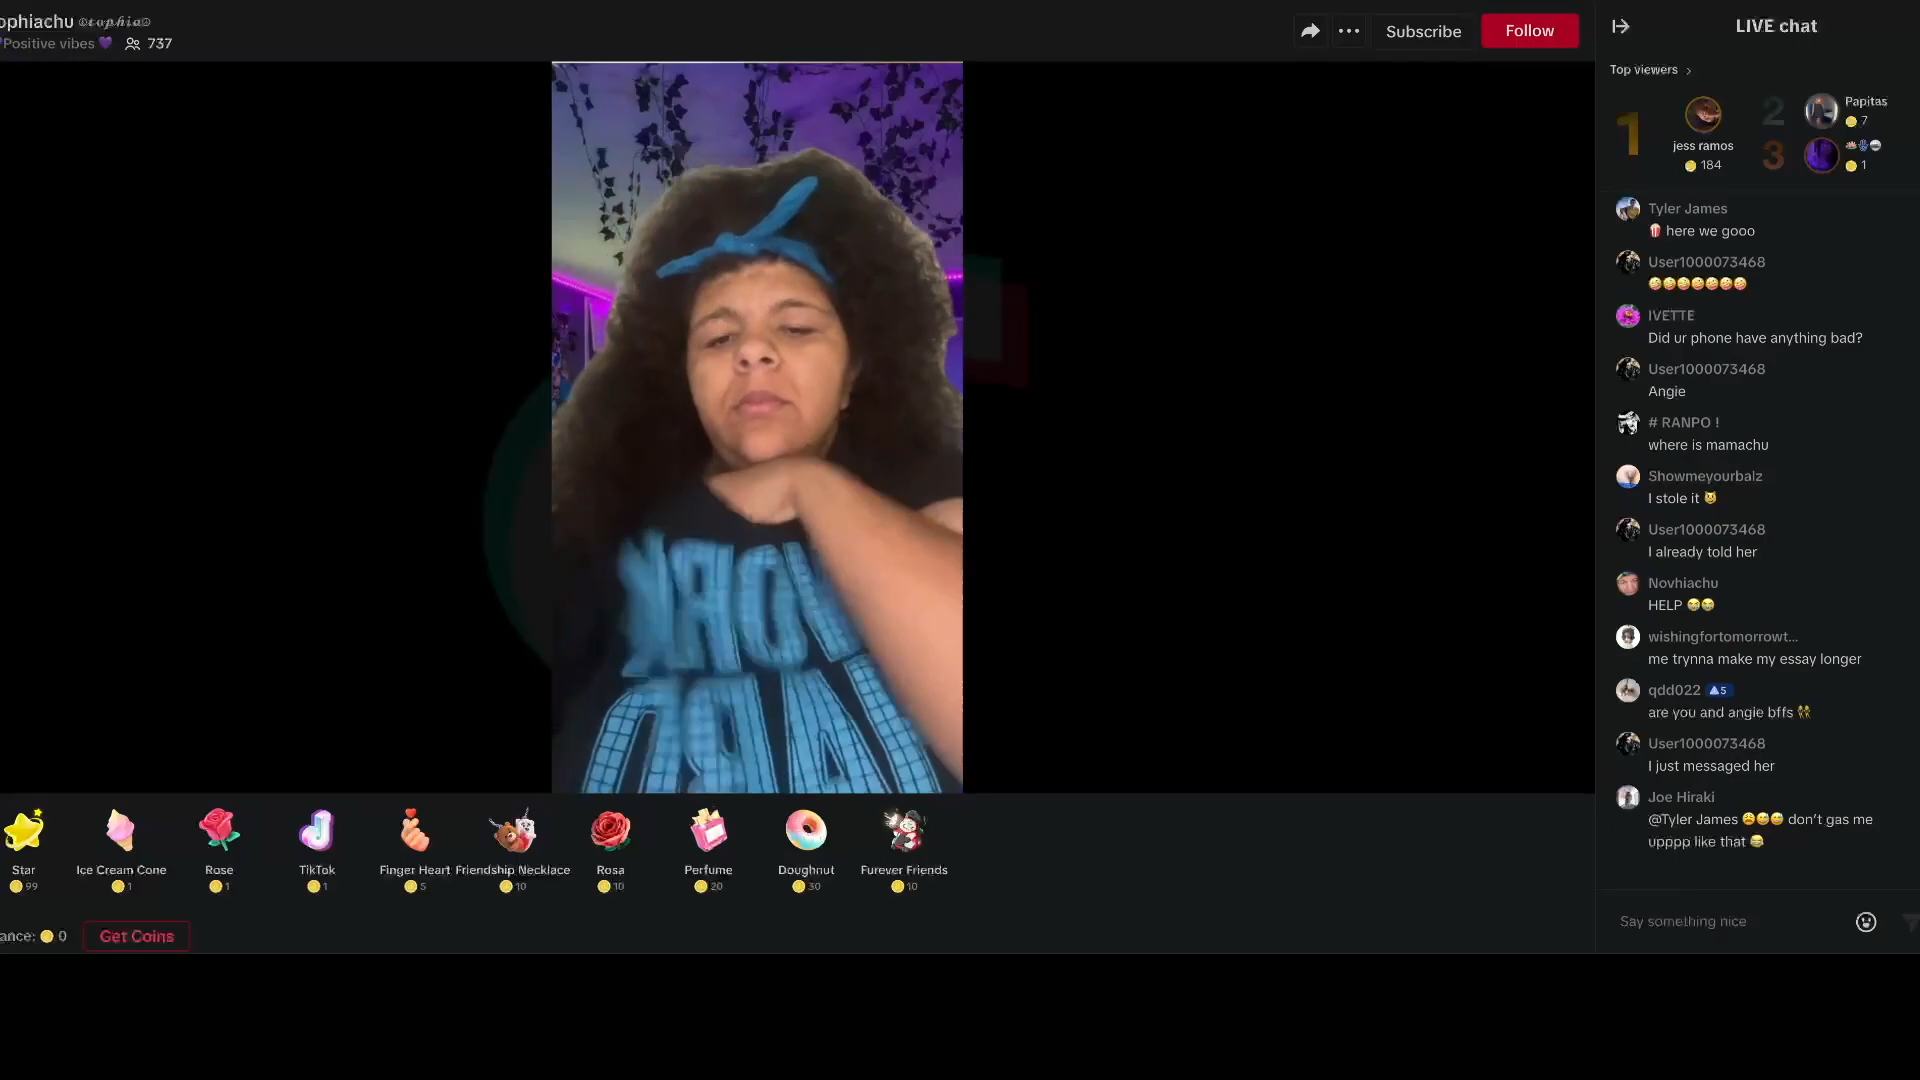 ophiachu @tophia
Positive vibes 💜 737
Subscribe
Follow
LIVE chat
Top viewers >
1
jess ramos
184
2
Papitas
7
3
1
Tyler James
🍿 here we gooo
User1000073468
🤪🤪🤪🤪🤪🤪🤪
IVETTE
Did ur phone have anything bad?
User1000073468
Angie
# RANPO !
where is mamachu
Showmeyourbalz
I stole it 😼
User1000073468
I already told her
Novhiachu
HELP 😭😭
wishingfortomorrowt...
me trynna make my essay longer
qdd022 5
are you and angie bffs 👯
User1000073468
I just messaged her
Joe Hiraki
@Tyler James 😩😅😅 don't gas me
upppp like that 😂
Say something nice
Star
99
Ice Cream Cone
1
Rose
1
TikTok
1
Finger Heart
5
Friendship Necklace
10
Rosa
10
Perfume
20
Doughnut
30
Furever Friends
10
ance: 0
Get Coins